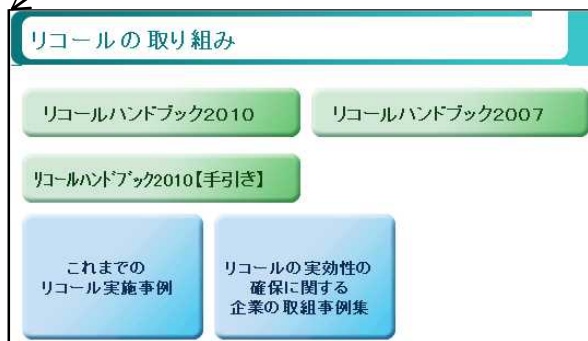 リコールの取り組み
リコールハンドブック2010
リコールハンドブック2007
リコールハンドブック2010【手引き】
これまでの
リコール実施事例
リコールの実効性の
確保に関する
企業の取組事例集